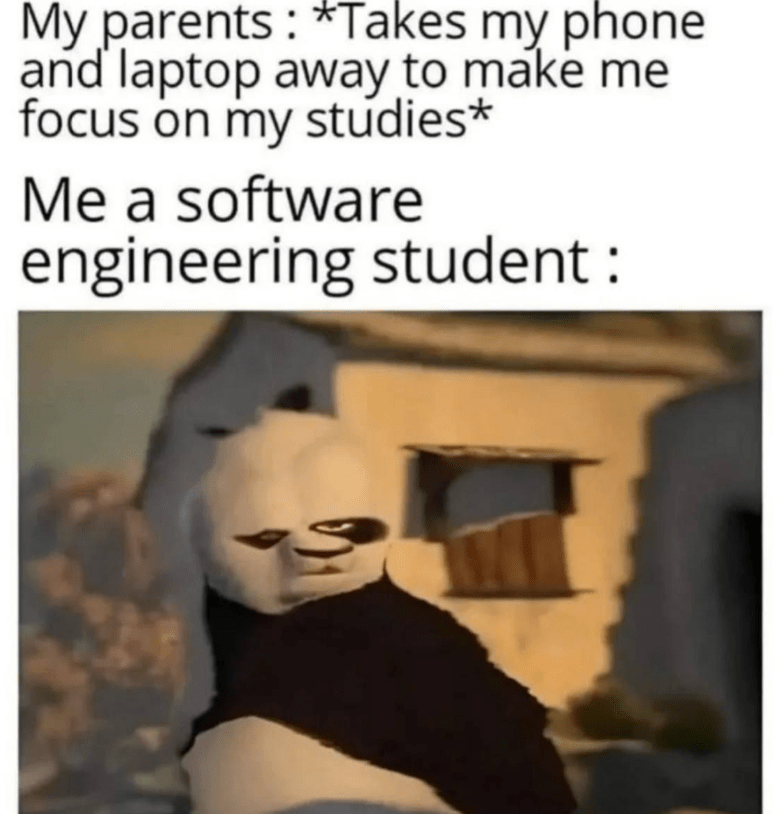 My parents : *Takes my phone
and laptop away to make me
focus on my studies*
Me a software
engineering student :